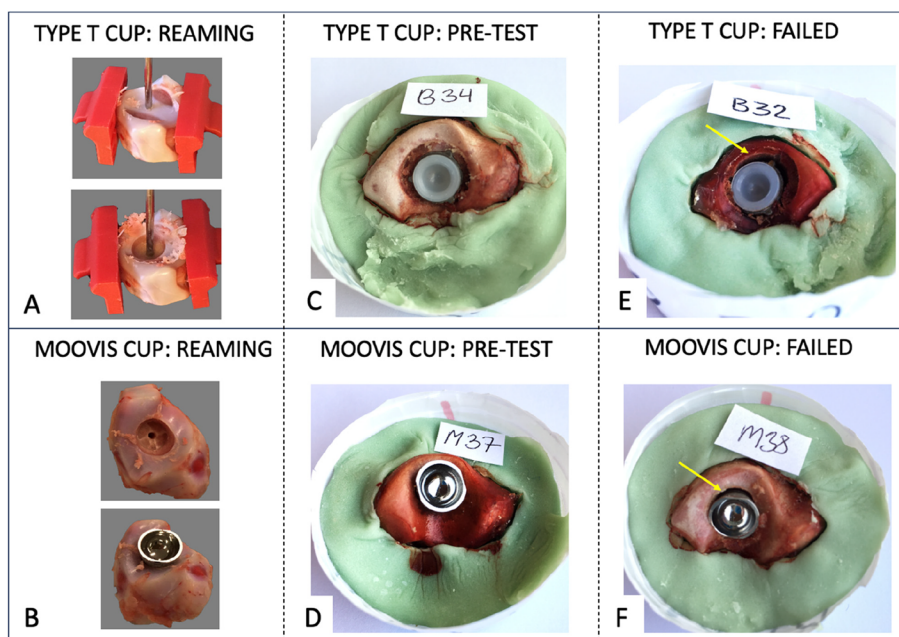 TYPE T CUP: REAMING
TYPE T CUP: PRE-TEST
TYPE T CUP: FAILED
B34
B32
A
C
E
MOOVIS CUP: REAMING
MOOVIS CUP: PRE-TEST
MOOVIS CUP: FAILED
M37
M38
B
D
F